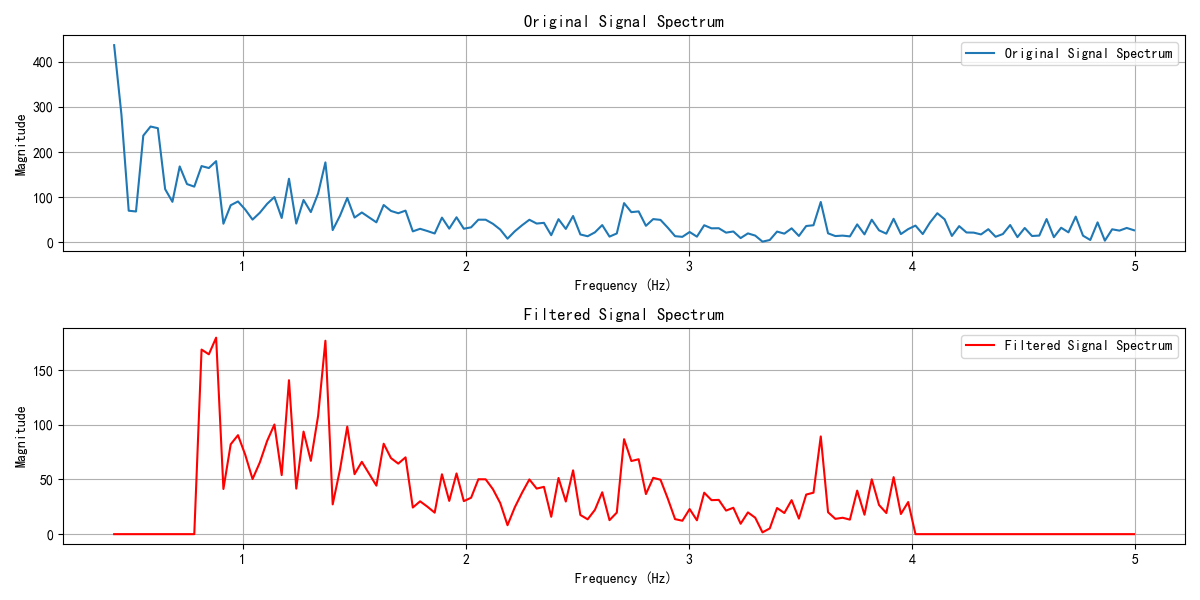 Original Signal Spectrum
Original Signal Spectrum
400
300
200
100
0
Magnitude
1 2 3 4 5
Frequency (Hz)
Filtered Signal Spectrum
Filtered Signal Spectrum
150
100
50
0
Magnitude
1 2 3 4 5
Frequency (Hz)